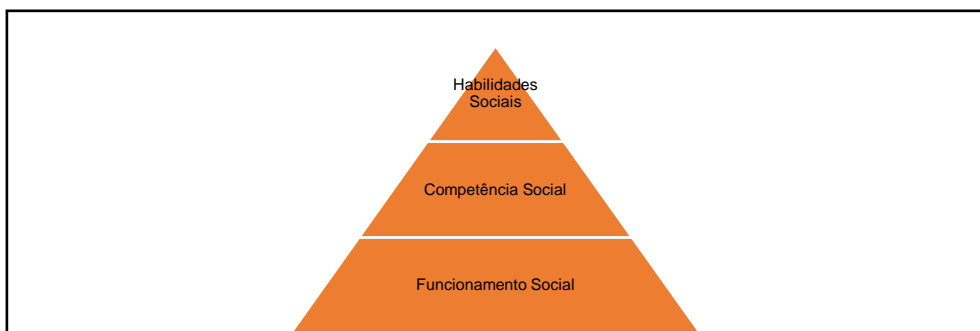 Habilidades
Sociais
Competência Social
Funcionamento Social